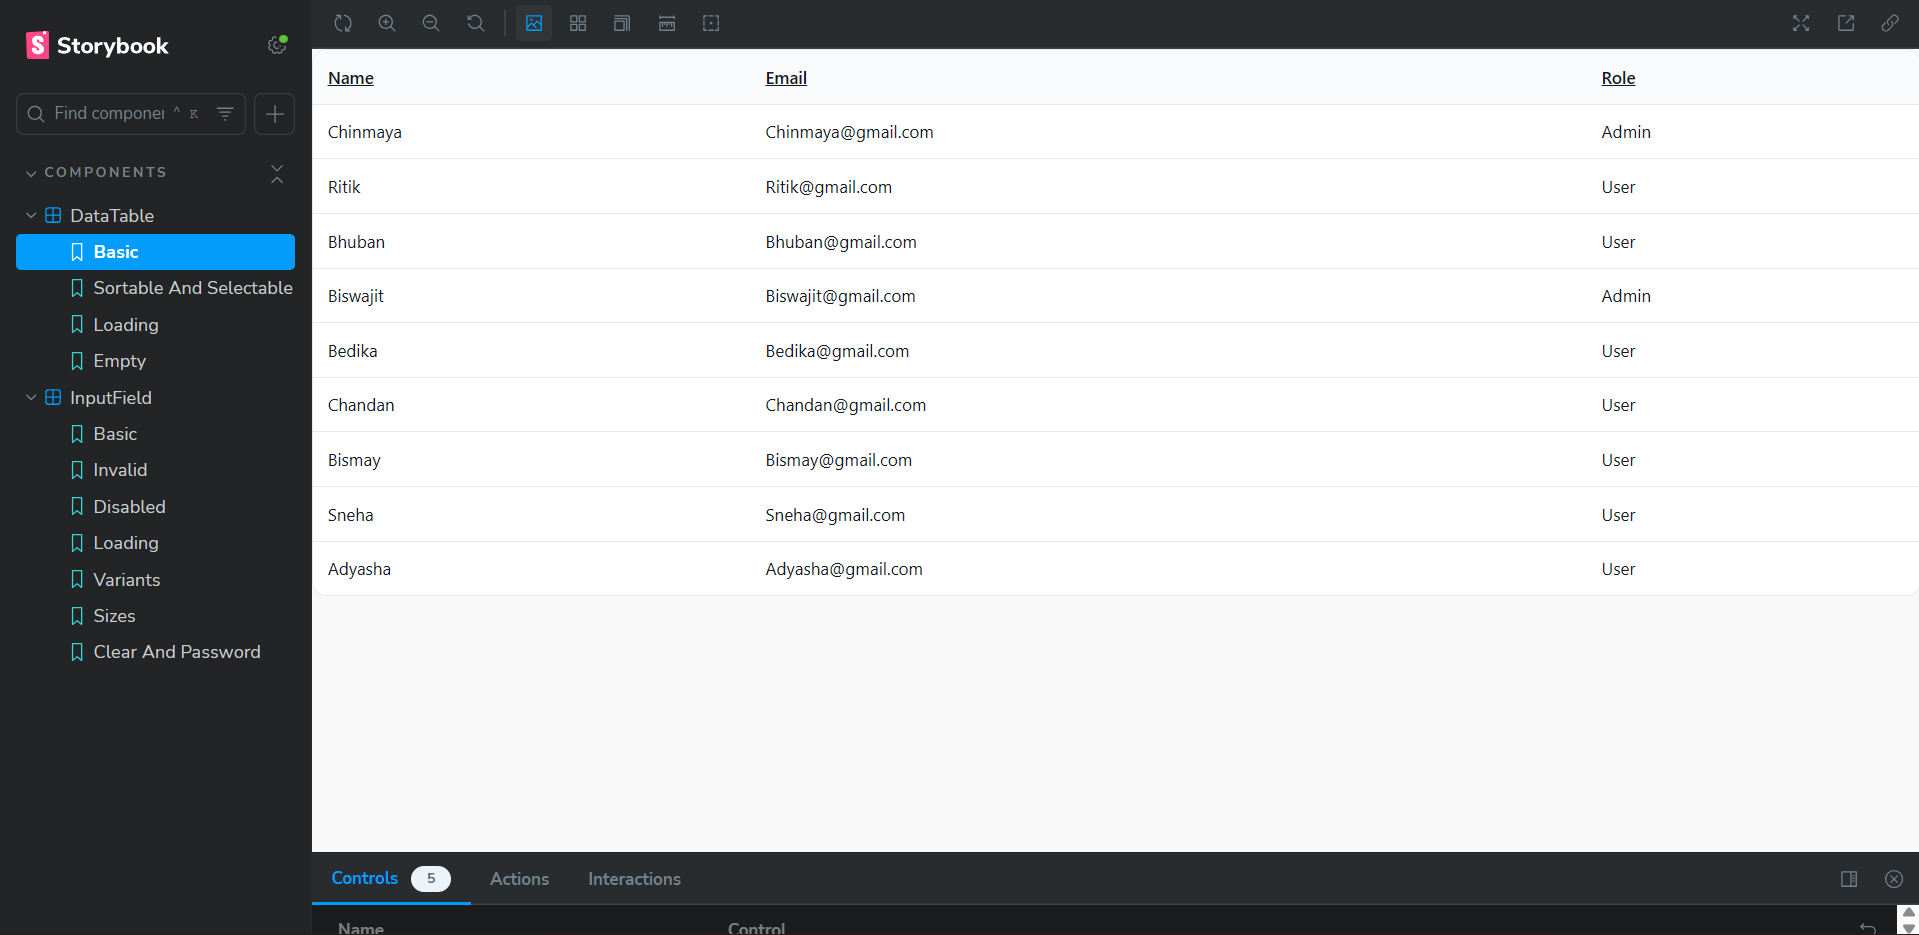 Storybook
Find componer ^ K
COMPONENTS
DataTable
Basic
Sortable And Selectable
Loading
Empty
InputField
Basic
Invalid
Disabled
Loading
Variants
Sizes
Clear And Password
Name Email Role
Chinmaya Chinmaya@gmail.com Admin
Ritik Ritik@gmail.com User
Bhuban Bhuban@gmail.com User
Biswajit Biswajit@gmail.com Admin
Bedika Bedika@gmail.com User
Chandan Chandan@gmail.com User
Bismay Bismay@gmail.com User
Sneha Sneha@gmail.com User
Adyasha Adyasha@gmail.com User
Controls 5 Actions Interactions
Name Control